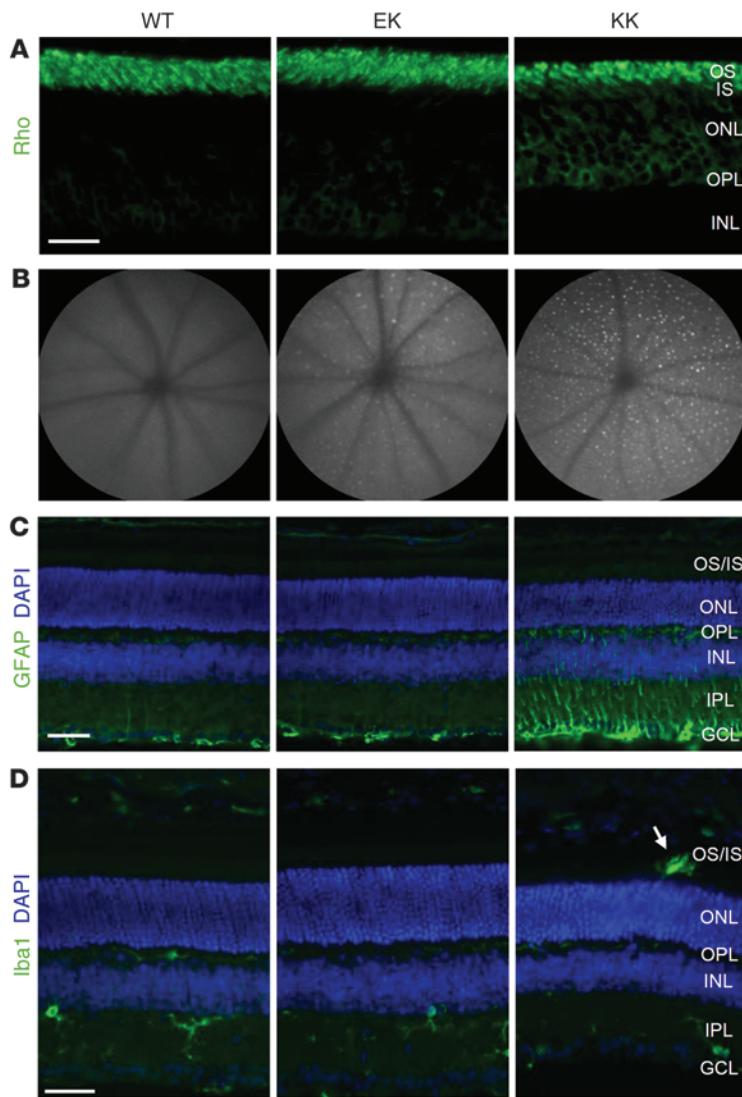 WT EK KK
A
Rho
OS
IS
ONL
OPL
INL
B
C
GFAP DAPI
OS/IS
ONL
OPL
INL
IPL
GCL
D
Iba1 DAPI
OS/IS
ONL
OPL
INL
IPL
GCL